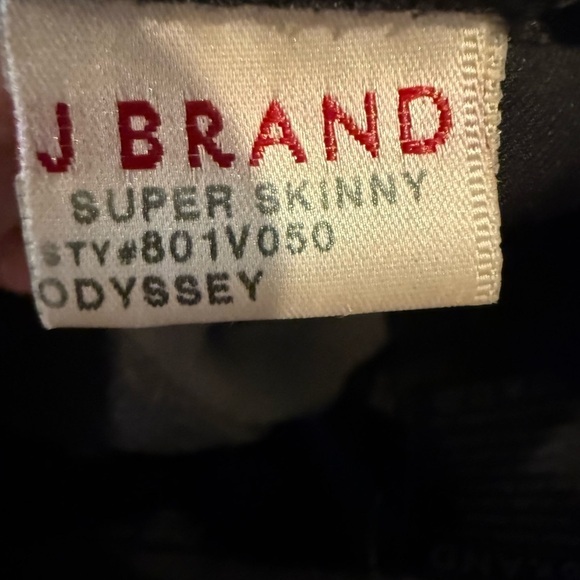 J BRAND
SUPER SKINNY
STY#801V050
ODYSSEY